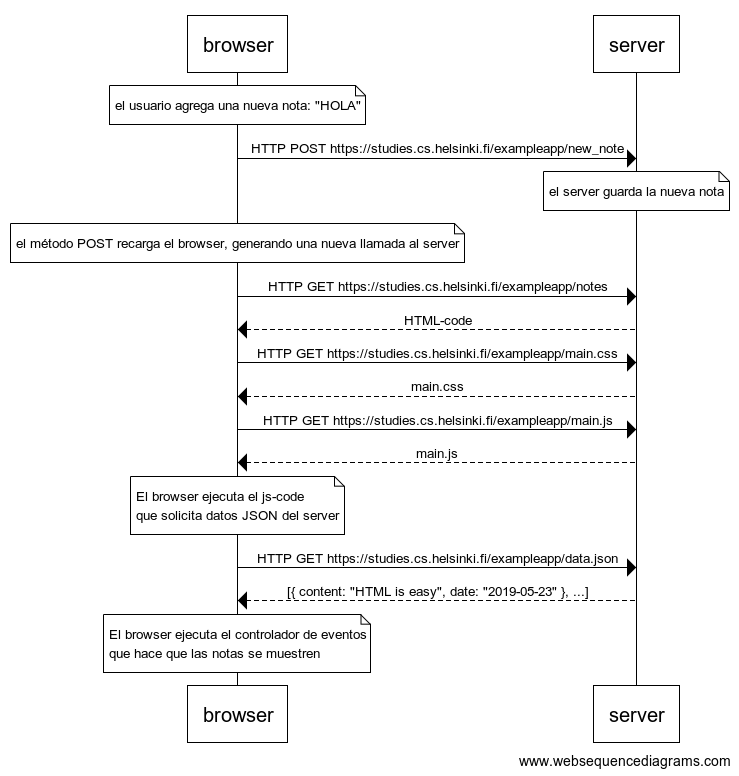 browser
server
el usuario agrega una nueva nota: "HOLA"
HTTP POST https://studies.cs.helsinki.fi/exampleapp/new_note
el server guarda la nueva nota
el método POST recarga el browser, generando una nueva llamada al server
HTTP GET https://studies.cs.helsinki.fi/exampleapp/notes
HTML-code
HTTP GET https://studies.cs.helsinki.fi/exampleapp/main.css
main.css
HTTP GET https://studies.cs.helsinki.fi/exampleapp/main.js
main.js
El browser ejecuta el js-code
que solicita datos JSON del server
HTTP GET https://studies.cs.helsinki.fi/exampleapp/data.json
[{ content: "HTML is easy", date: "2019-05-23" }, ...]
El browser ejecuta el controlador de eventos
que hace que las notas se muestren
browser
server
www.websequencediagrams.com